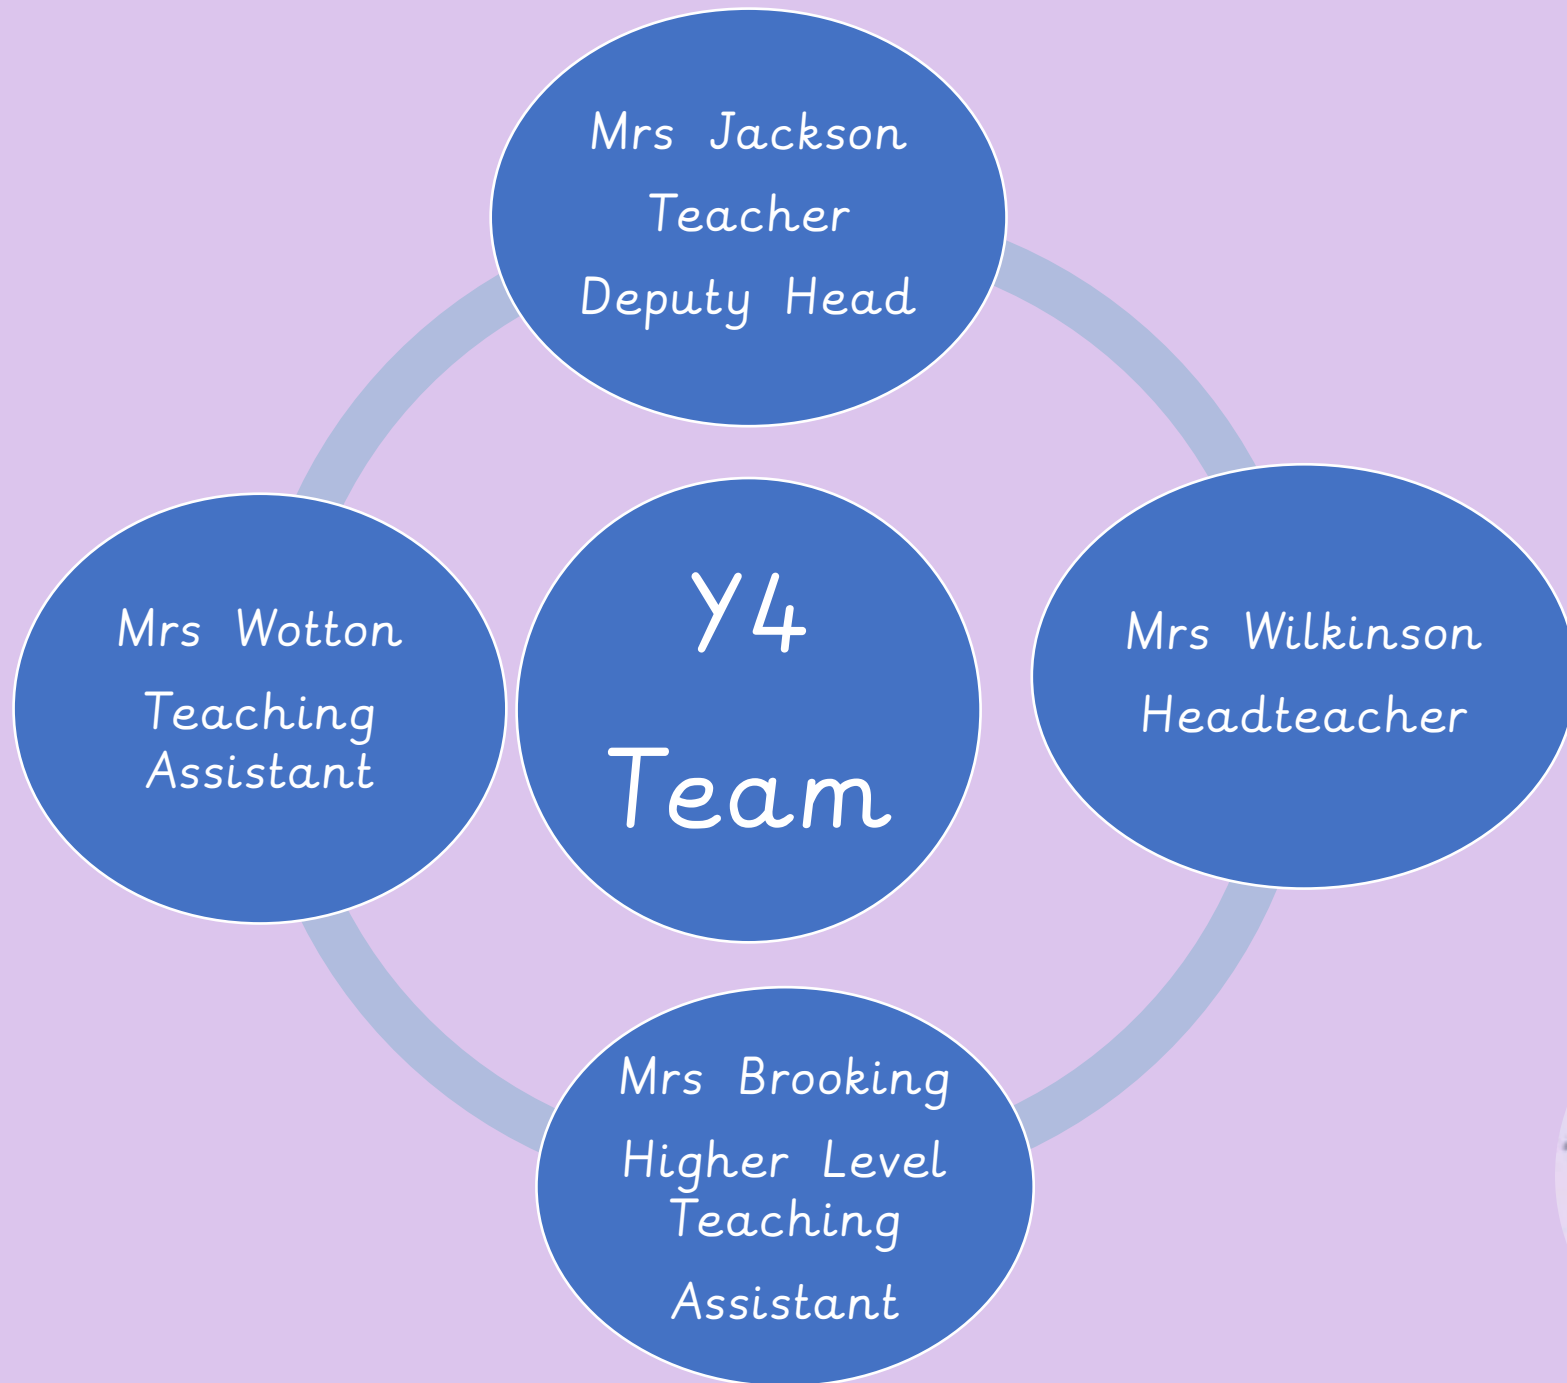 Mrs Jackson
Teacher
Deputy Head
Mrs Wotton
Teaching
Assistant
Y4
Team
Mrs Wilkinson
Headteacher
Mrs Brooking
Higher Level
Teaching
Assistant